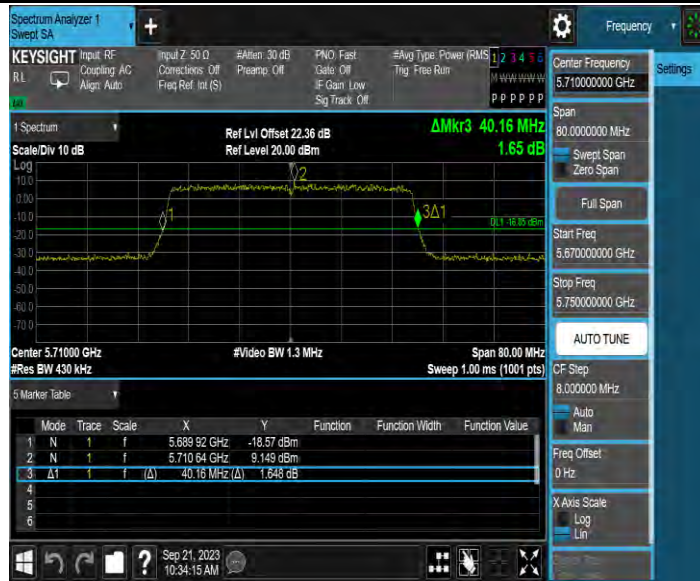 Spectrum Analyzer 1
Swept SA
+
Frequency
KEYSIGHT Input: RF Input Z: 50 Ω #Atten: 30 dB PNO: Fast #Avg Type: Power (RMS 1 2 3 4 5 6
RL Coupling: AC Corrections: Off Preamp: Off Gate: Off Trig: Free Run M W W W W W
Align: Auto Freq Ref: Int (S) IF Gain: Low
Sig Track: Off P P P P P P
1 Spectrum
Ref Lvl Offset 22.36 dB ΔMkr3 40.16 MHz
Scale/Div 10 dB Ref Level 20.00 dBm 1.65 dB
Log
10.0
0.00
-10.0
-20.0
-30.0
-40.0
-50.0
-60.0
-70.0
1
2
3Δ1
DL1 -16.85 dBm
Center 5.71000 GHz #Video BW 1.3 MHz Span 80.00 MHz
#Res BW 430 kHz Sweep 1.00 ms (1001 pts)
5 Marker Table
Mode Trace Scale X Y Function Function Width Function Value
1 N 1 f 5.689 92 GHz -18.57 dBm
2 N 1 f 5.710 64 GHz 9.149 dBm
3 Δ1 1 f (Δ) 40.16 MHz (Δ) 1.648 dB
4
5
6
?
Sep 21, 2023
10:34:15 AM
Center Frequency
5.710000000 GHz
Settings
Span
80.0000000 MHz
Swept Span
Zero Span
Full Span
Start Freq
5.670000000 GHz
Stop Freq
5.750000000 GHz
AUTO TUNE
CF Step
8.000000 MHz
Auto
Man
Freq Offset
0 Hz
X Axis Scale
Log
Lin